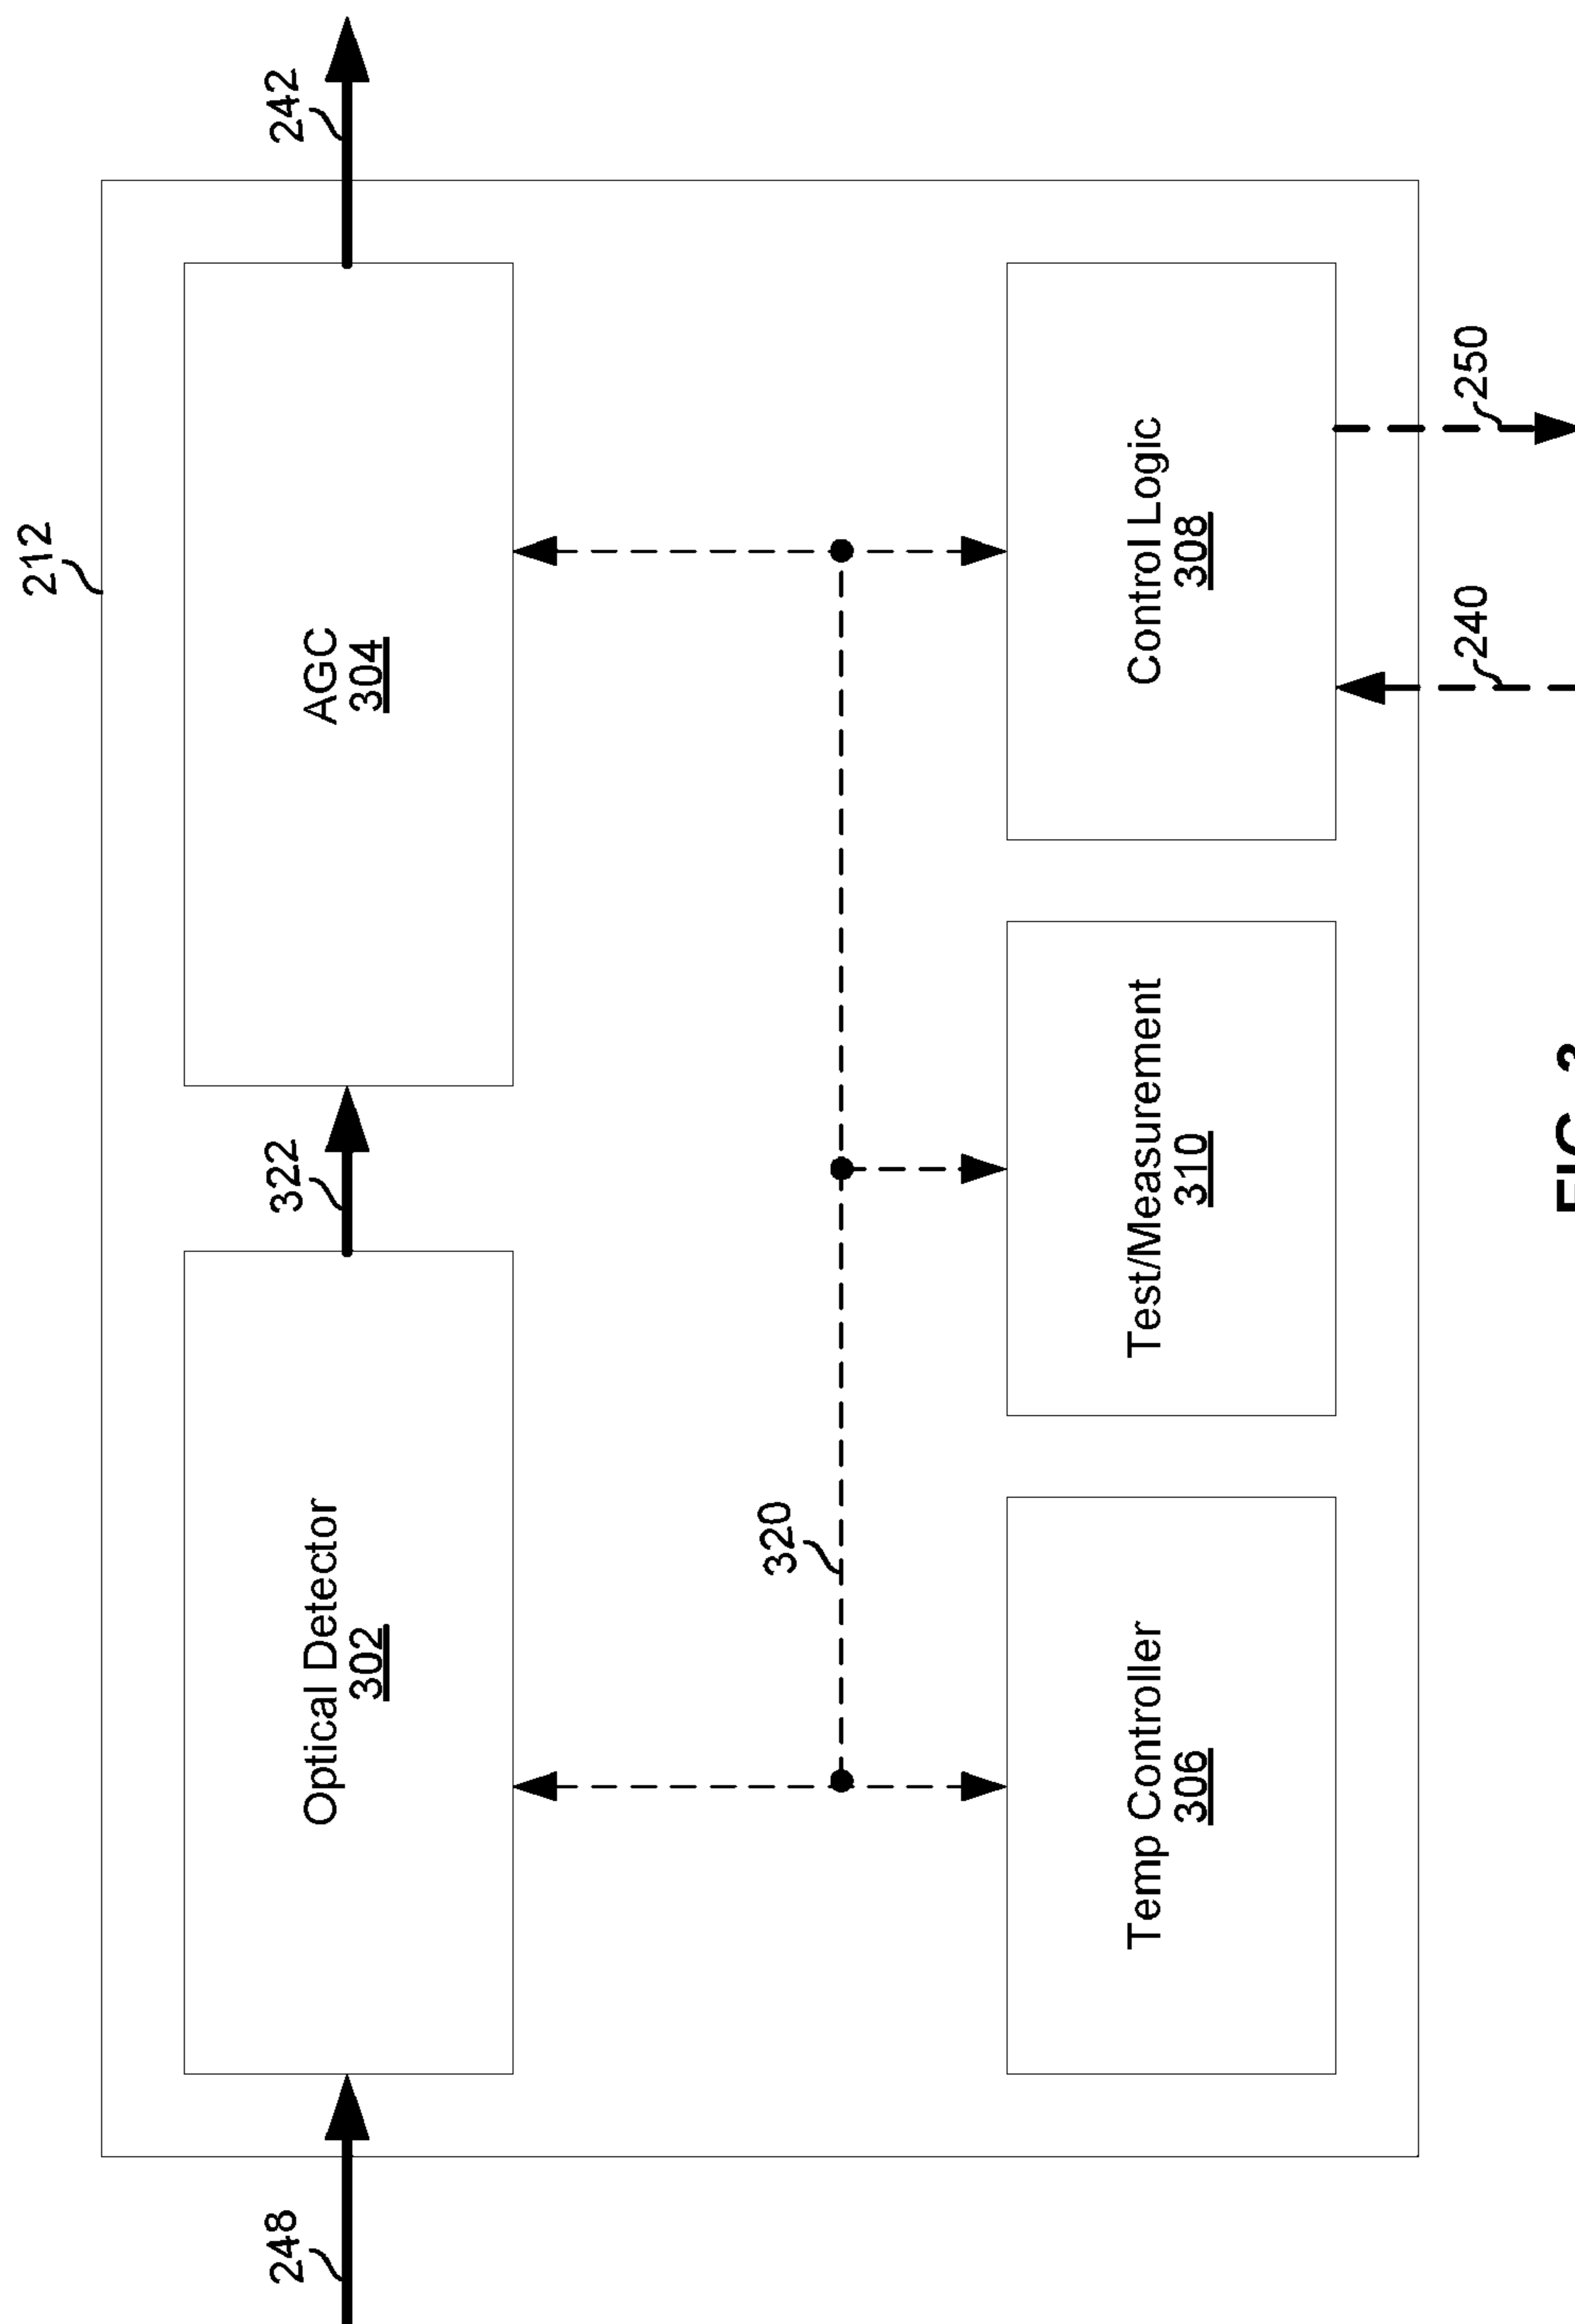 212
248
322
242
Optical Detector
302
AGC
304
320
Temp Controller
306
Test/Measurement
310
Control Logic
308
240
250
FIG.